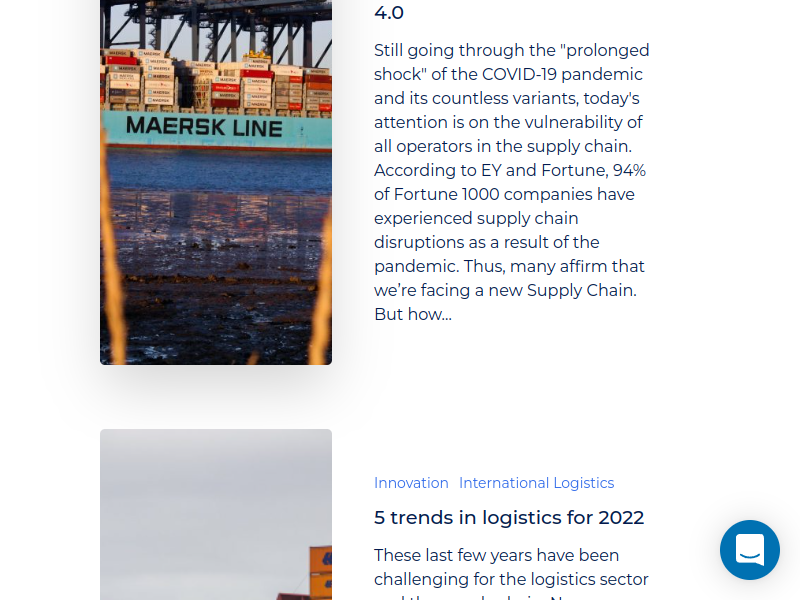 4.0
Still going through the "prolonged
shock" of the COVID-19 pandemic
and its countless variants, today's
attention is on the vulnerability of
all operators in the supply chain.
According to EY and Fortune, 94%
of Fortune 1000 companies have
experienced supply chain
disruptions as a result of the
pandemic. Thus, many affirm that
we’re facing a new Supply Chain.
But how...
MAERSK LINE
Innovation International Logistics
5 trends in logistics for 2022
These last few years have been
challenging for the logistics sector